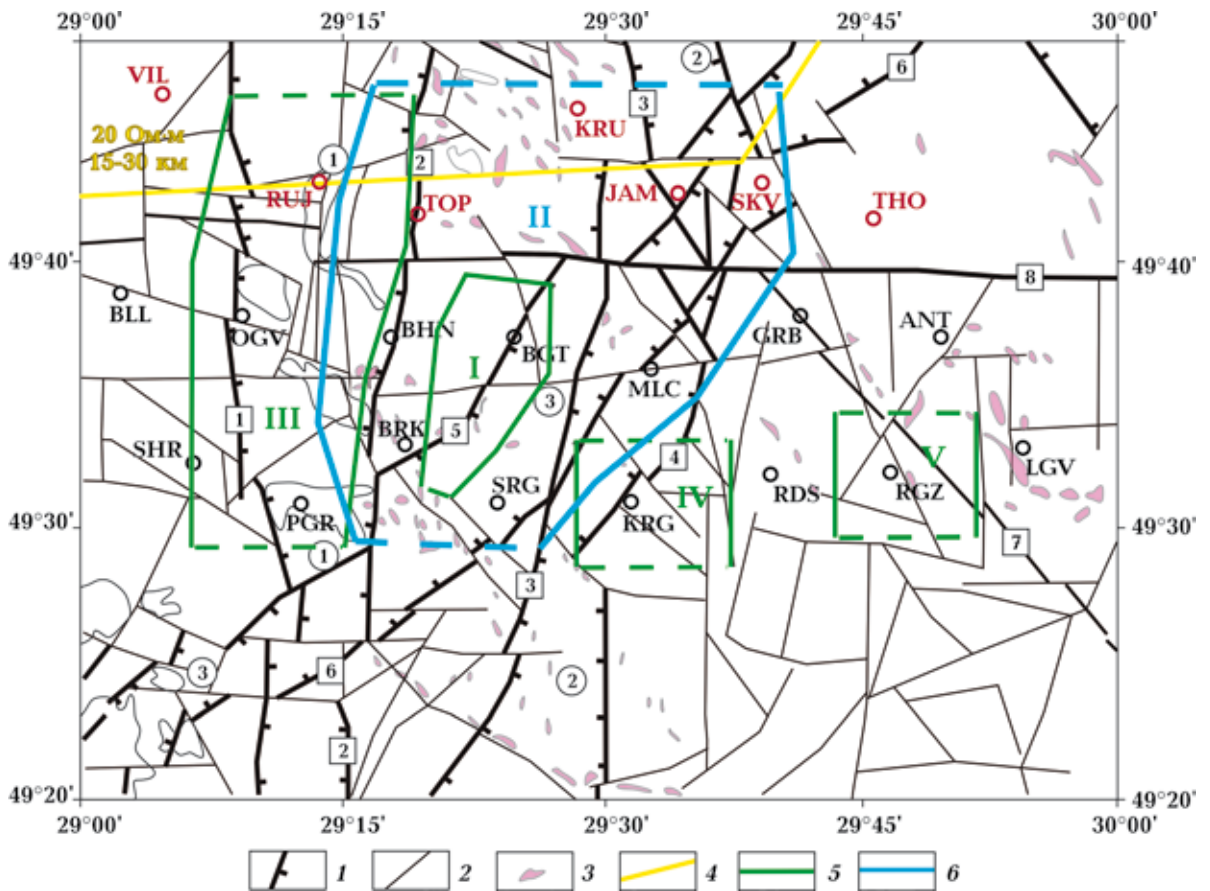 29°00' 29°15' 29°30' 29°45' 30°00'
2 6
VIL 3
KRU
20 Ом·м 1 2
15-30 км
RUJ TOP II JAM SKV THO
49°40' 8 49°40'
BLL OGV BHN BGT GRB ANT
I MLC
1 III 3
BRK 5
SHR 4 V LGV
PGR SRG KRG IV RDS RGZ
49°30' 49°30'
1 3 7
3 6 2
2
49°20' 49°20'
29°00' 29°15' 29°30' 29°45' 30°00'
1 2 3 4 5 6